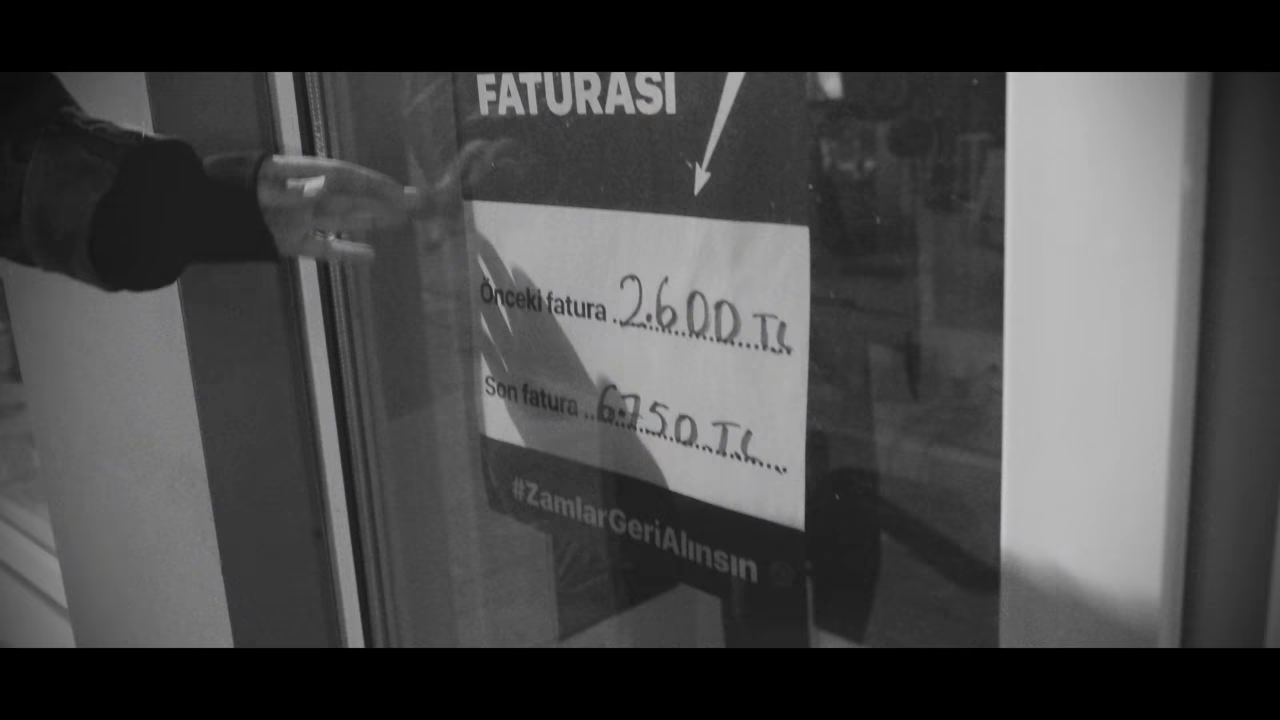 FATURASI
Önceki fatura ..2.600 TL...
Son fatura ..6.750 TL....
#ZamlarGeriAlınsın